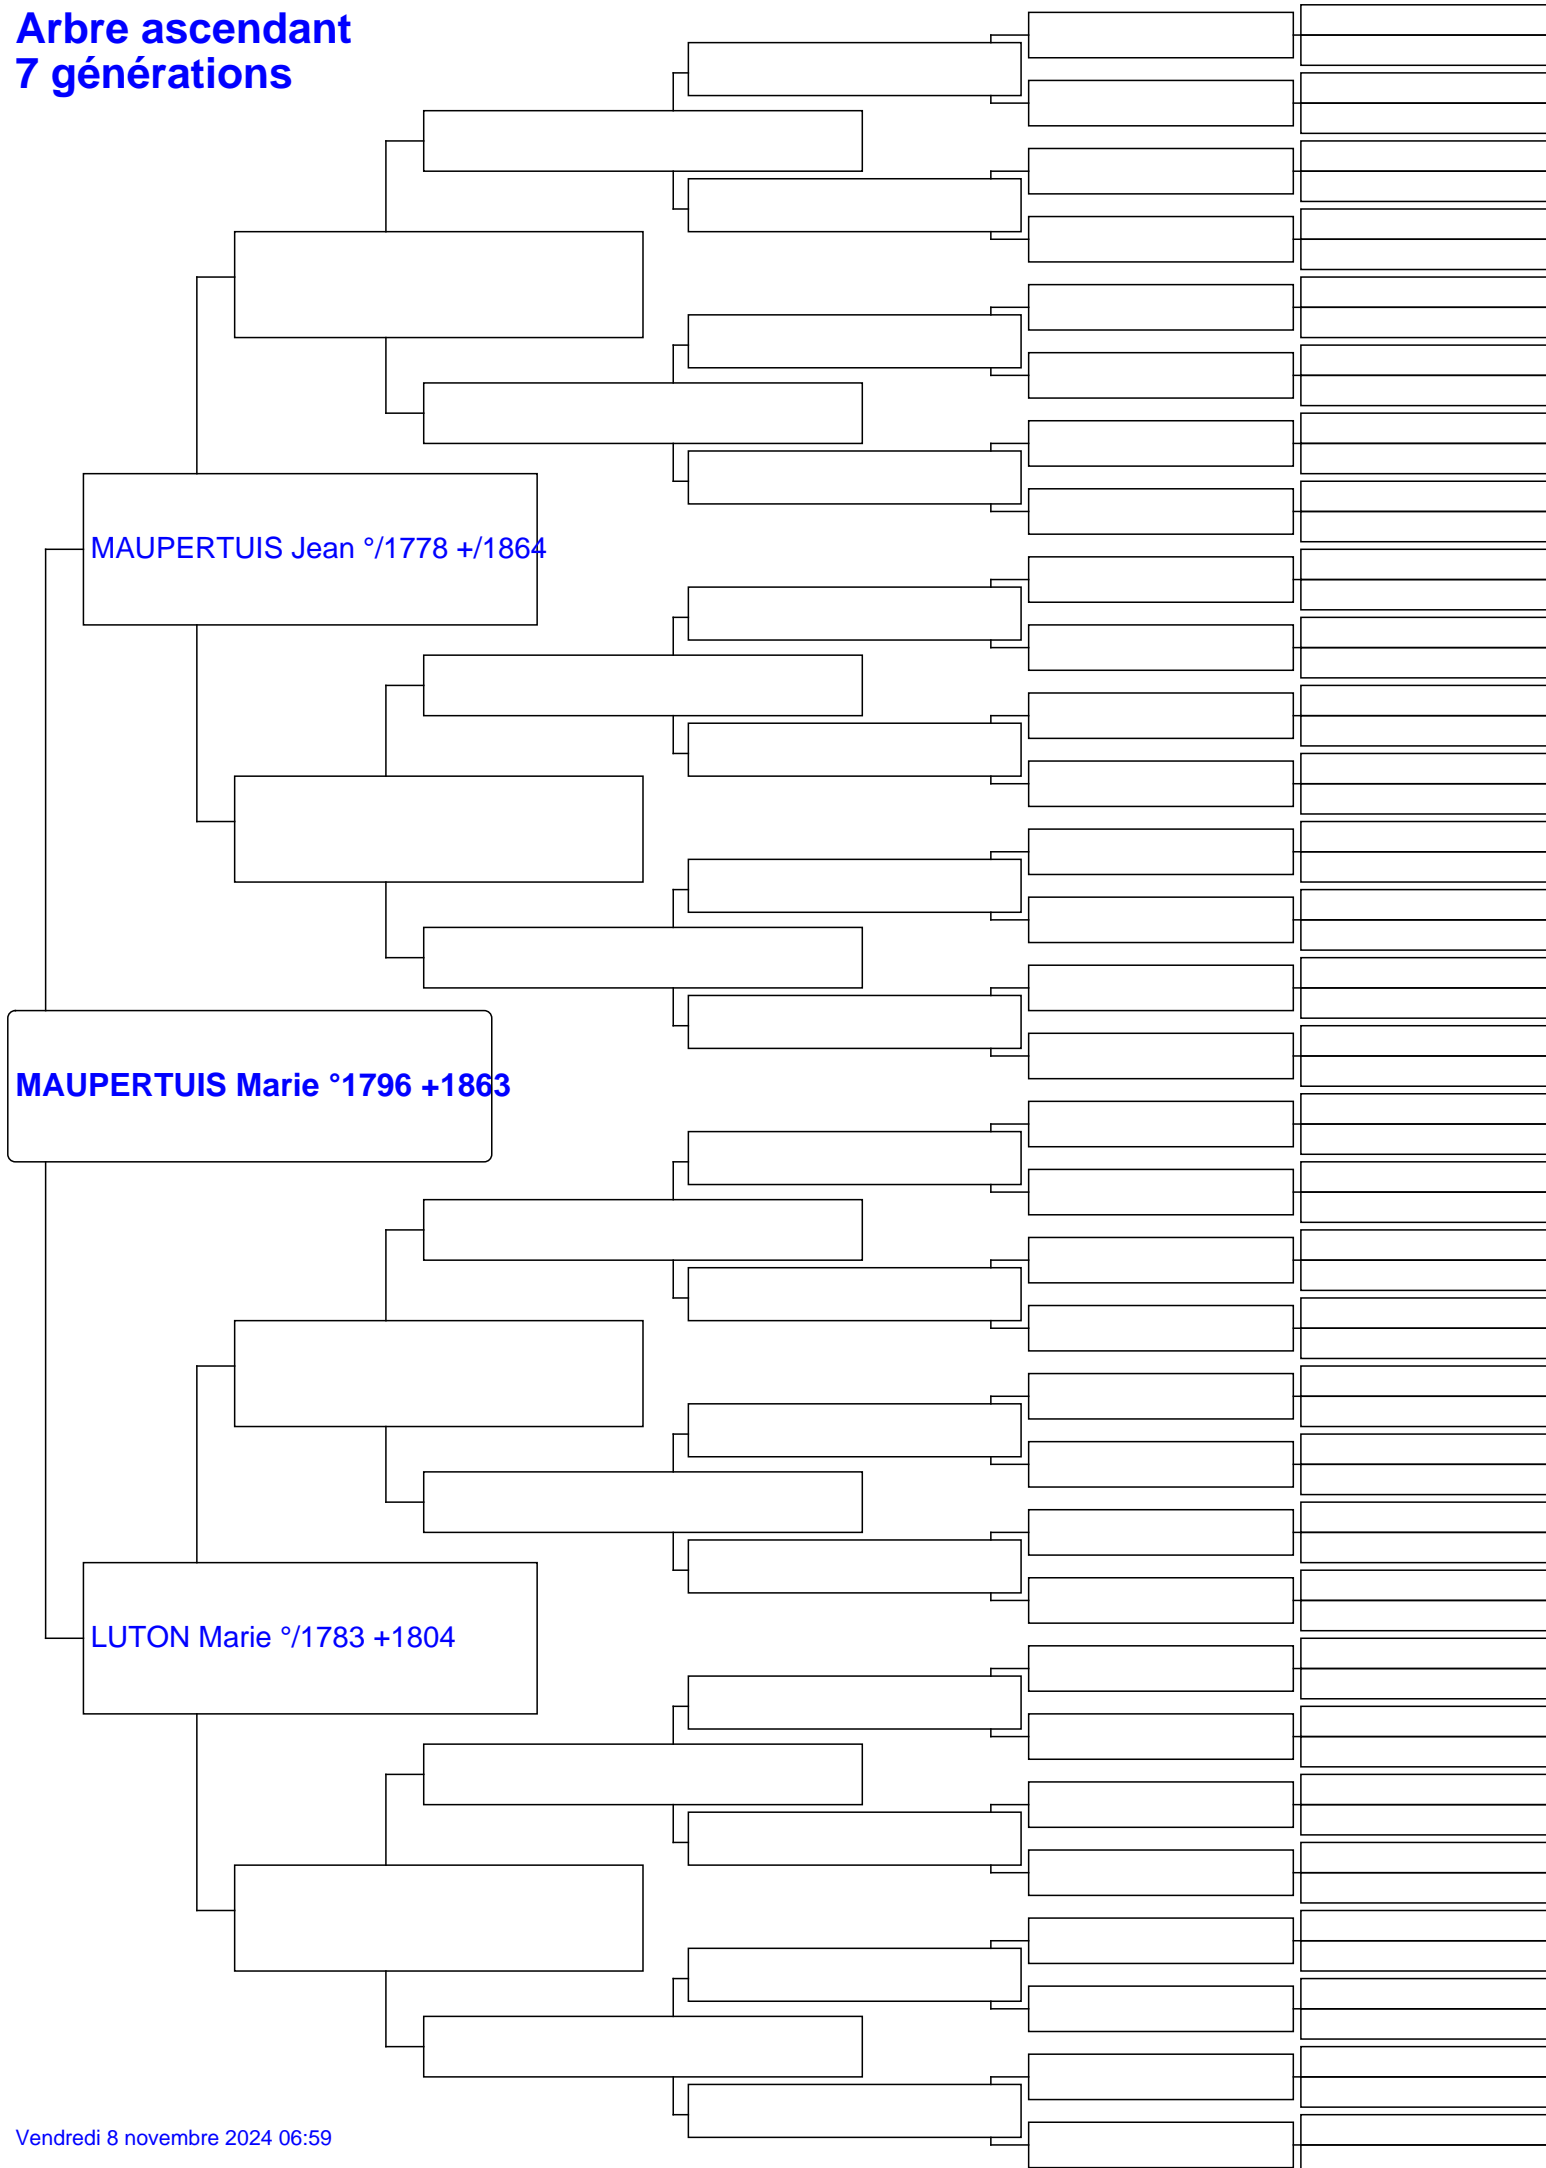 Arbre ascendant
7 générations
MAUPERTUIS Jean °/1778 +/1864
MAUPERTUIS Marie °1796 +1863
LUTON Marie °/1783 +1804
Vendredi 8 novembre 2024 06:59